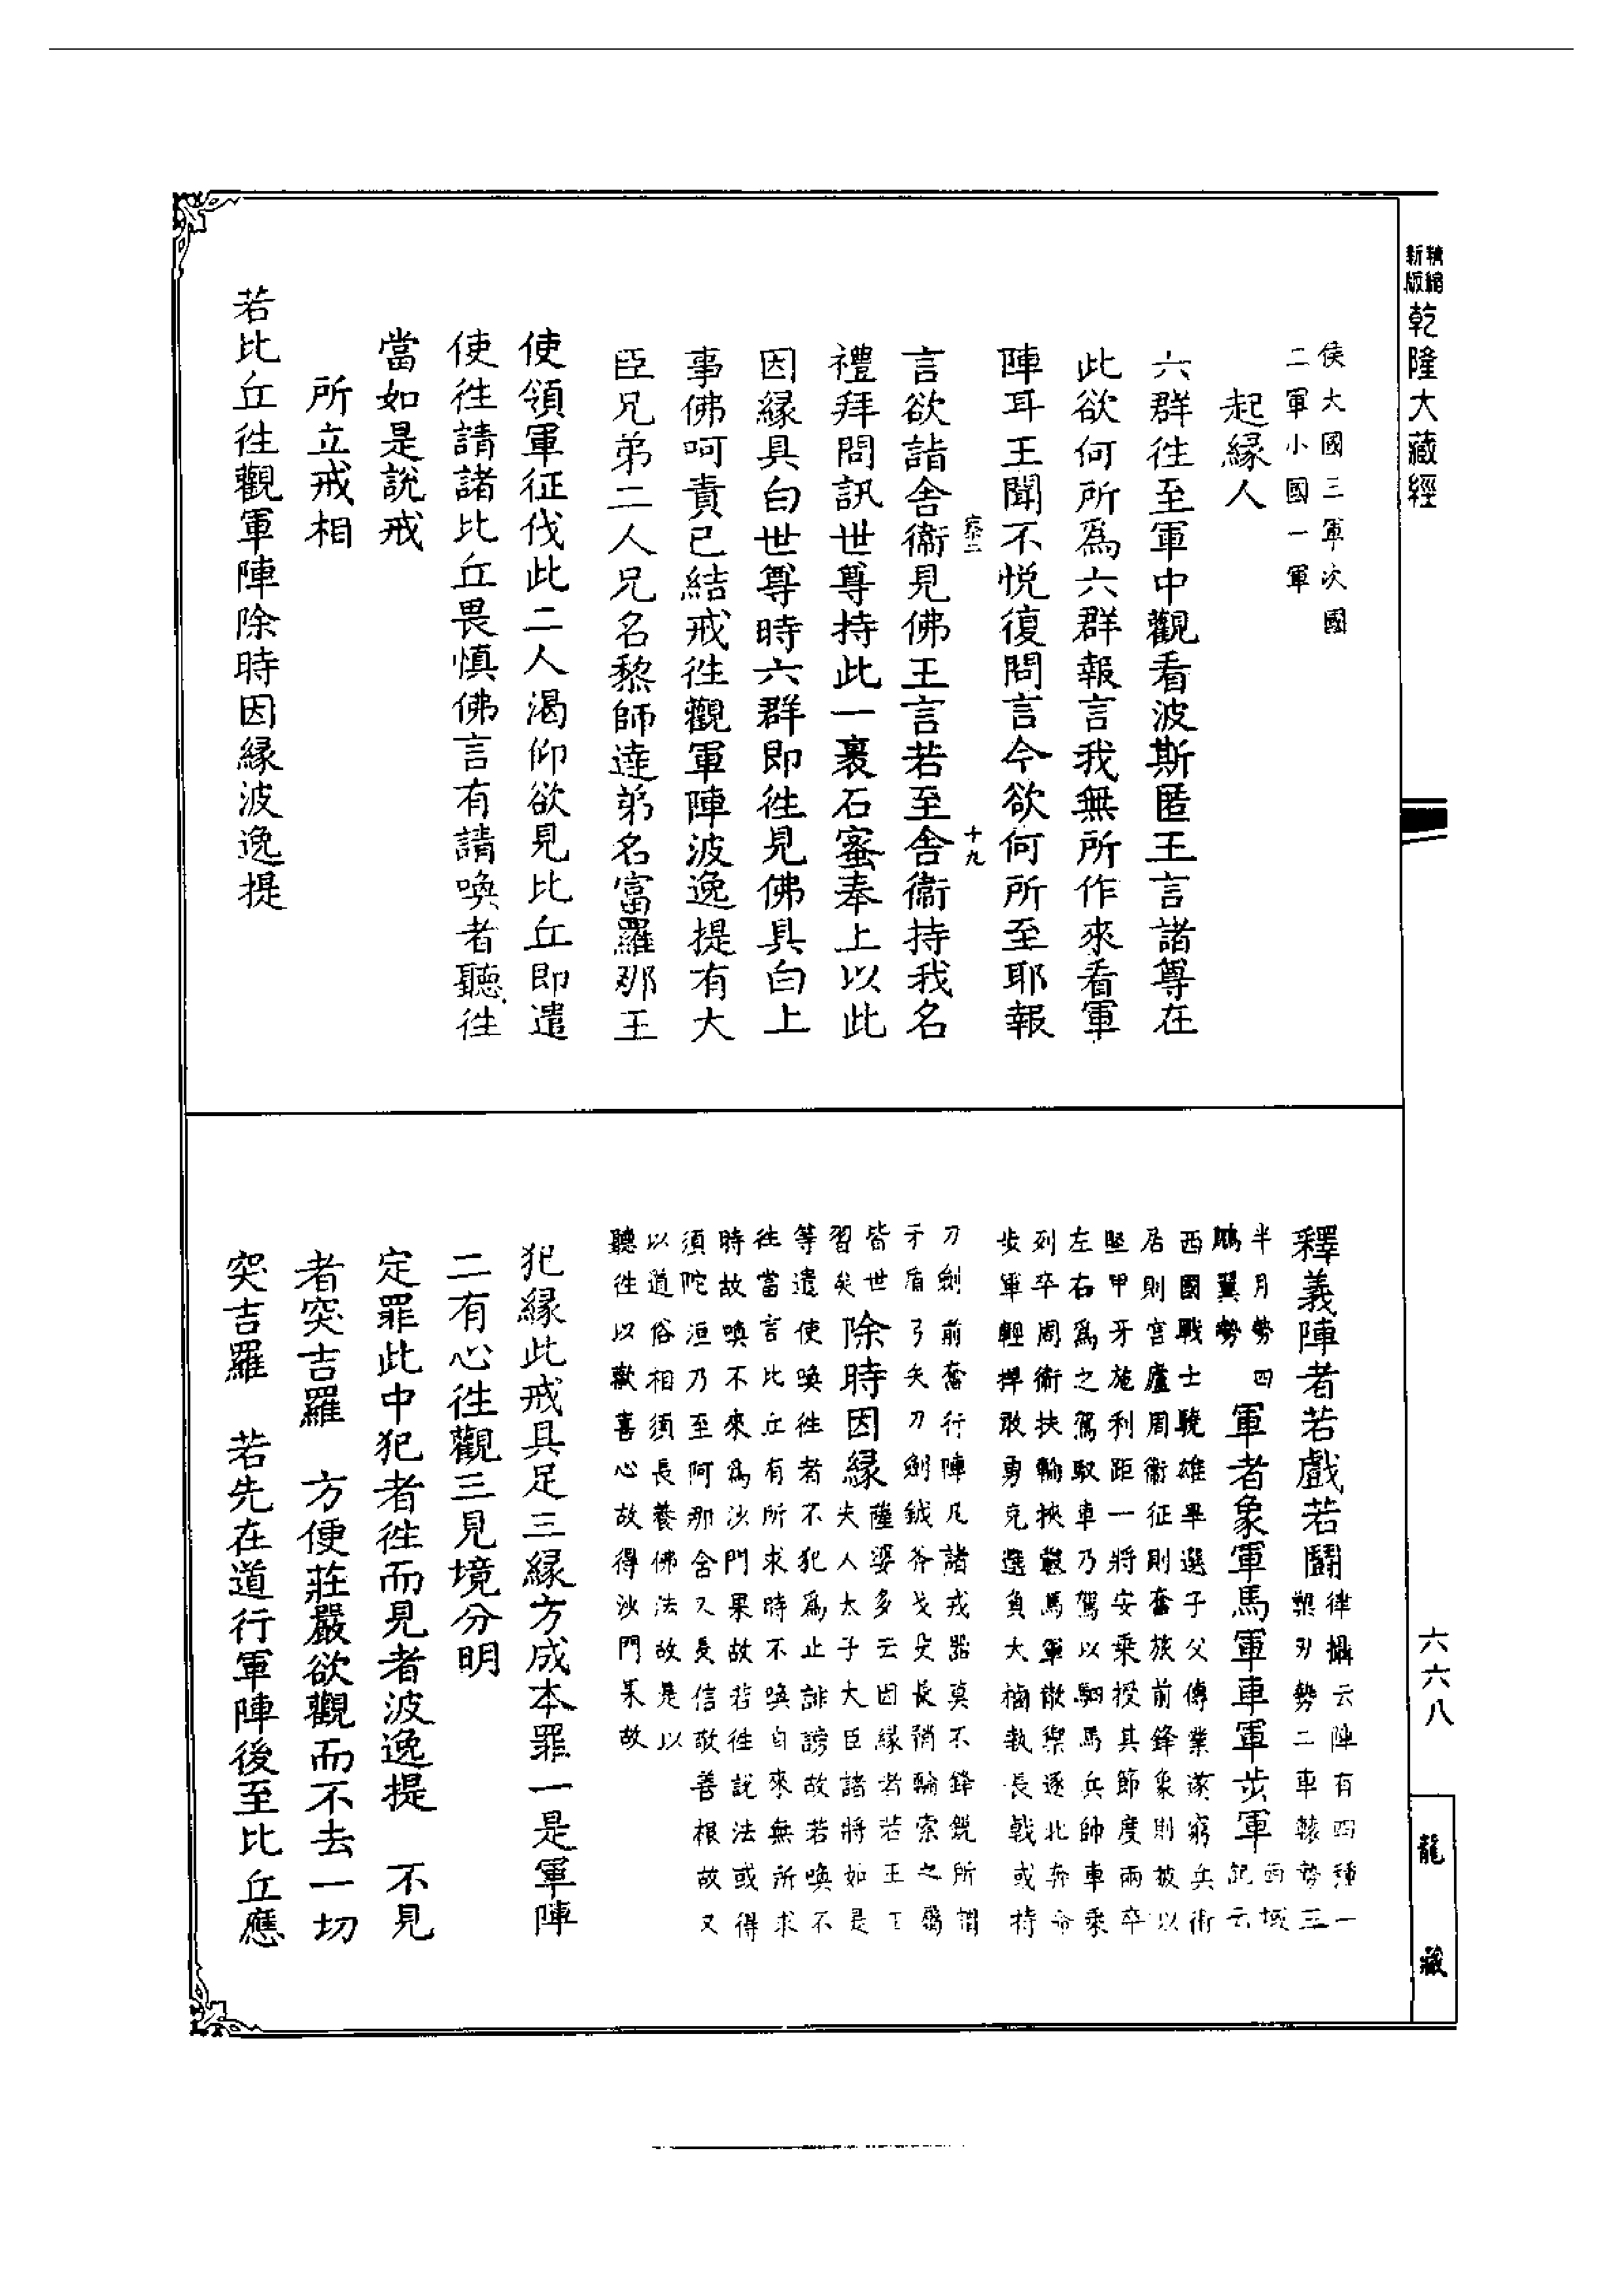 精縮
新版
乾隆大藏經
侯大國三軍次國
二軍小國一軍
起緣人
六群往至軍中觀看波斯匿王言諸尊在
此欲何所爲六群報言我無所作來看軍
陣耳王聞不悅復問言今欲何所至耶報
十九
言欲詣舍衞見佛王言若至舍衞持我名
禮拜問訊世尊持此一裹石蜜奉上以此
因緣具白世尊時六群即往見佛具白上
事佛呵責已結戒往觀軍陣波逸提有大
臣兄弟二人兄名黎師達弟名富羅那王
使領軍征伐此二人渴仰欲見比丘即遣
使往請諸比丘畏慎佛言有請喚者聽往
當如是說戒
所立戒相
若比丘往觀軍陣除時因緣波逸提
釋義陣者若戲若鬬
律攝云陣有四種一
槊刃勢二車轅勢三
半月勢四
鵰翼勢
軍者象軍馬軍車軍步軍
西域
記云
西國戰士驍雄畢選子父傳業遂窮兵術
居則宮廬周衞征則奮旅前鋒象則被以
堅甲牙施利距一將安乘授其節度兩卒
左右爲之駕馭車乃駕以駟馬兵帥車乘
列卒周衞扶輪挾轂馬軍散禦逐北奔命
步軍輕捍敢勇充選負大樐執長戟或持
刀劍前奮行陣凡諸戎器莫不鋒銳所謂
矛盾弓矢刀劍鉞斧戈殳長矟輪索之屬
皆世
習矣
除時因緣
薩婆多云因緣者若王王
夫人太子大臣諸將如是
等遣使喚往者不犯爲止誹謗故若喚不
往當言比丘有所求時不喚自來無所求
時故喚不來爲沙門果故若往說法或得
須陀洹乃至阿那舍又長信敬善根故又
以道俗相須長養佛法故是以
聽往以歡喜心故得沙門果故
犯緣此戒具足三緣方成本罪一是軍陣
二有心往觀三見境分明
定罪此中犯者往而見者波逸提　不見
者突吉羅　方便莊嚴欲觀而不去一切
突吉羅　若先在道行軍陣後至比丘應
六六八
龍藏